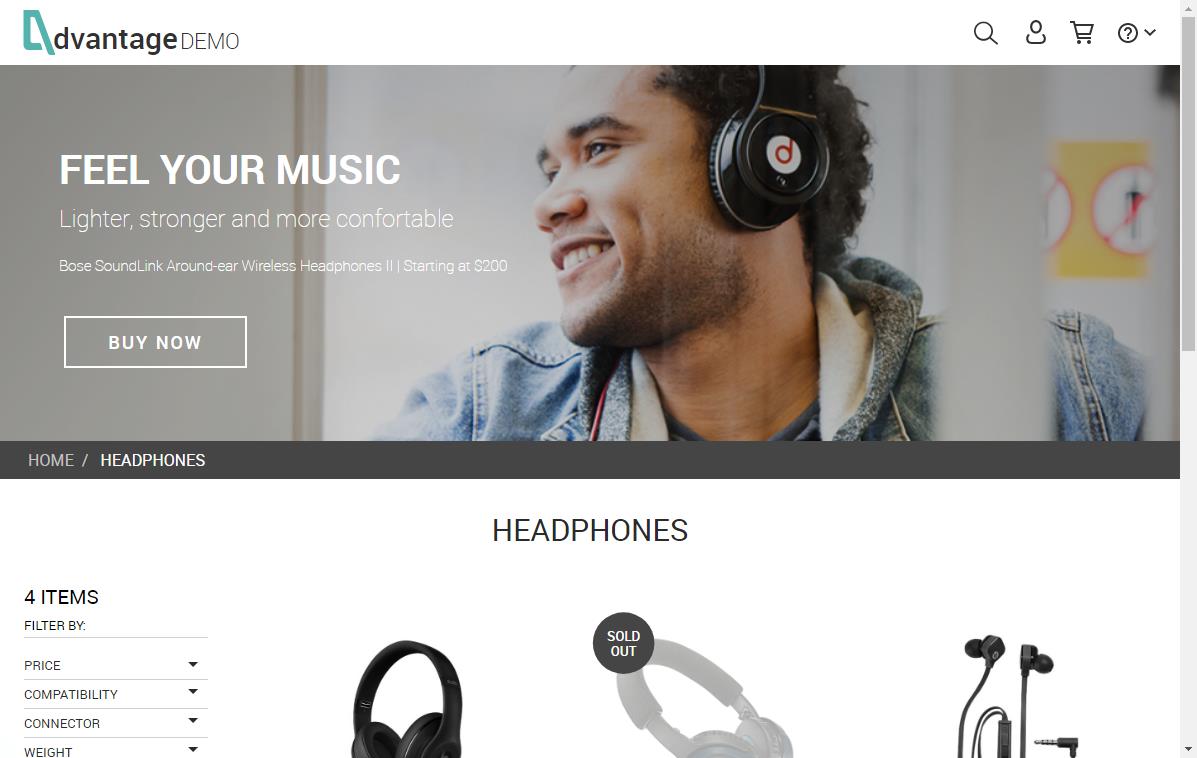 dvantage DEMO
FEEL YOUR MUSIC
Lighter, stronger and more confortable
Bose SoundLink Around-ear Wireless Headphones II | Starting at $200
BUY NOW
HOME / HEADPHONES
HEADPHONES
4 ITEMS
FILTER BY:
PRICE
COMPATIBILITY
CONNECTOR
WEIGHT
SOLD
OUT